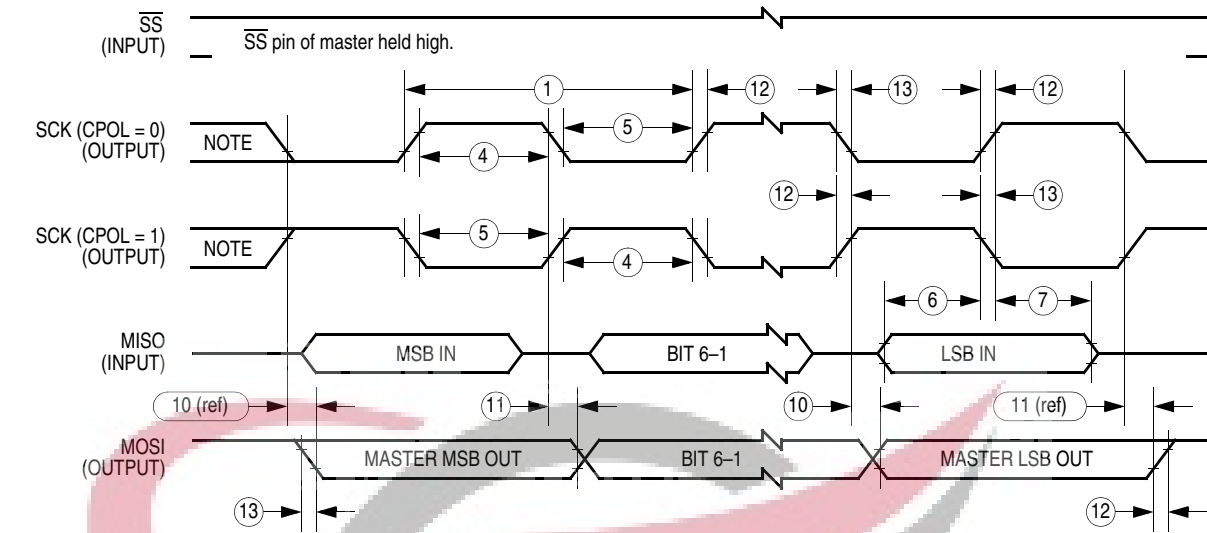 SS
(INPUT)
SS pin of master held high.
1
12
13
12
SCK (CPOL = 0)
(OUTPUT)
NOTE
5
4
12
13
SCK (CPOL = 1)
(OUTPUT)
NOTE
5
4
6
7
MISO
(INPUT)
MSB IN
BIT 6–1
LSB IN
10 (ref)
11
10
11 (ref)
MOSI
(OUTPUT)
MASTER MSB OUT
BIT 6–1
MASTER LSB OUT
13
12